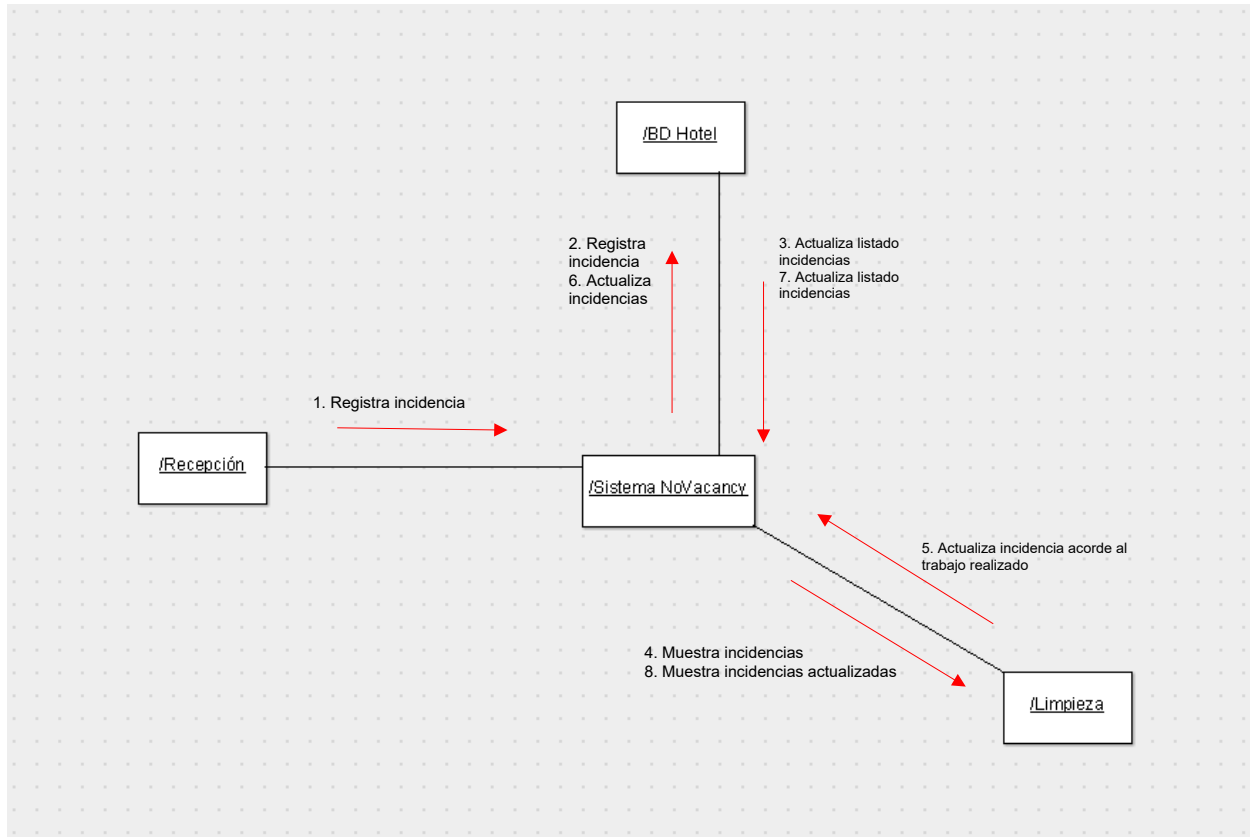 /BD Hotel
2. Registra
incidencia
6. Actualiza
incidencias
3. Actualiza listado
incidencias
7. Actualiza listado
incidencias
1. Registra incidencia
/Recepción
/Sistema NoVacancy
5. Actualiza incidencia acorde al
trabajo realizado
4. Muestra incidencias
8. Muestra incidencias actualizadas
/Limpieza